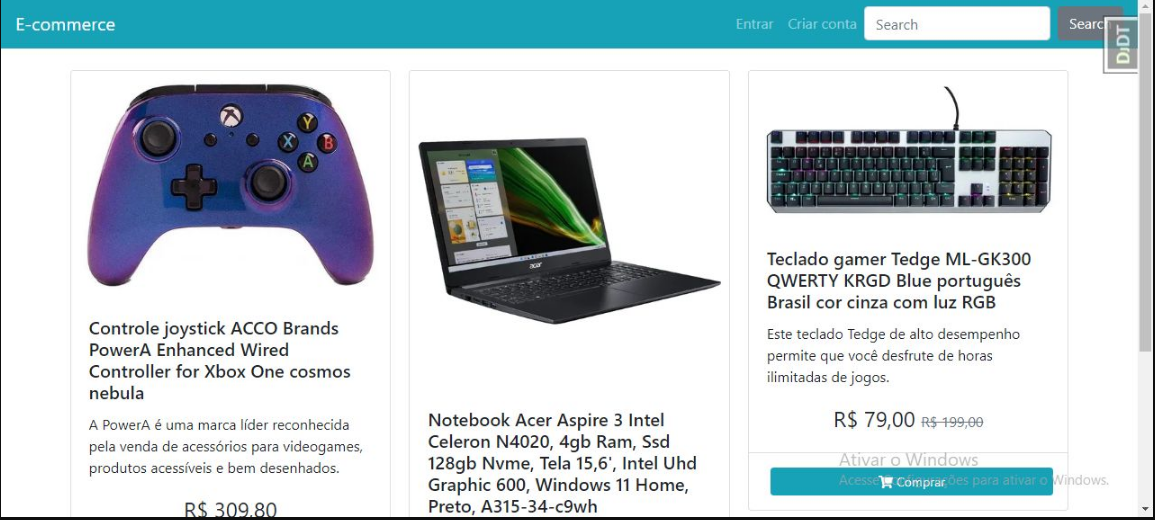 E-commerce
Entrar
Criar conta
Search
Search
DjDT
Controle joystick ACCO Brands
PowerA Enhanced Wired
Controller for Xbox One cosmos
nebula
A PowerA é uma marca líder reconhecida
pela venda de acessórios para videogames,
produtos acessíveis e bem desenhados.
R$ 309,80
acer
Notebook Acer Aspire 3 Intel
Celeron N4020, 4gb Ram, Ssd
128gb Nvme, Tela 15,6', Intel Uhd
Graphic 600, Windows 11 Home,
Preto, A315-34-c9wh
Teclado gamer Tedge ML-GK300
QWERTY KRGD Blue português
Brasil cor cinza com luz RGB
Este teclado Tedge de alto desempenho
permite que você desfrute de horas
ilimitadas de jogos.
R$ 79,00 R$ 199,00
Comprar
Ativar o Windows
Acesse Configurações para ativar o Windows.
Y
X
B
A